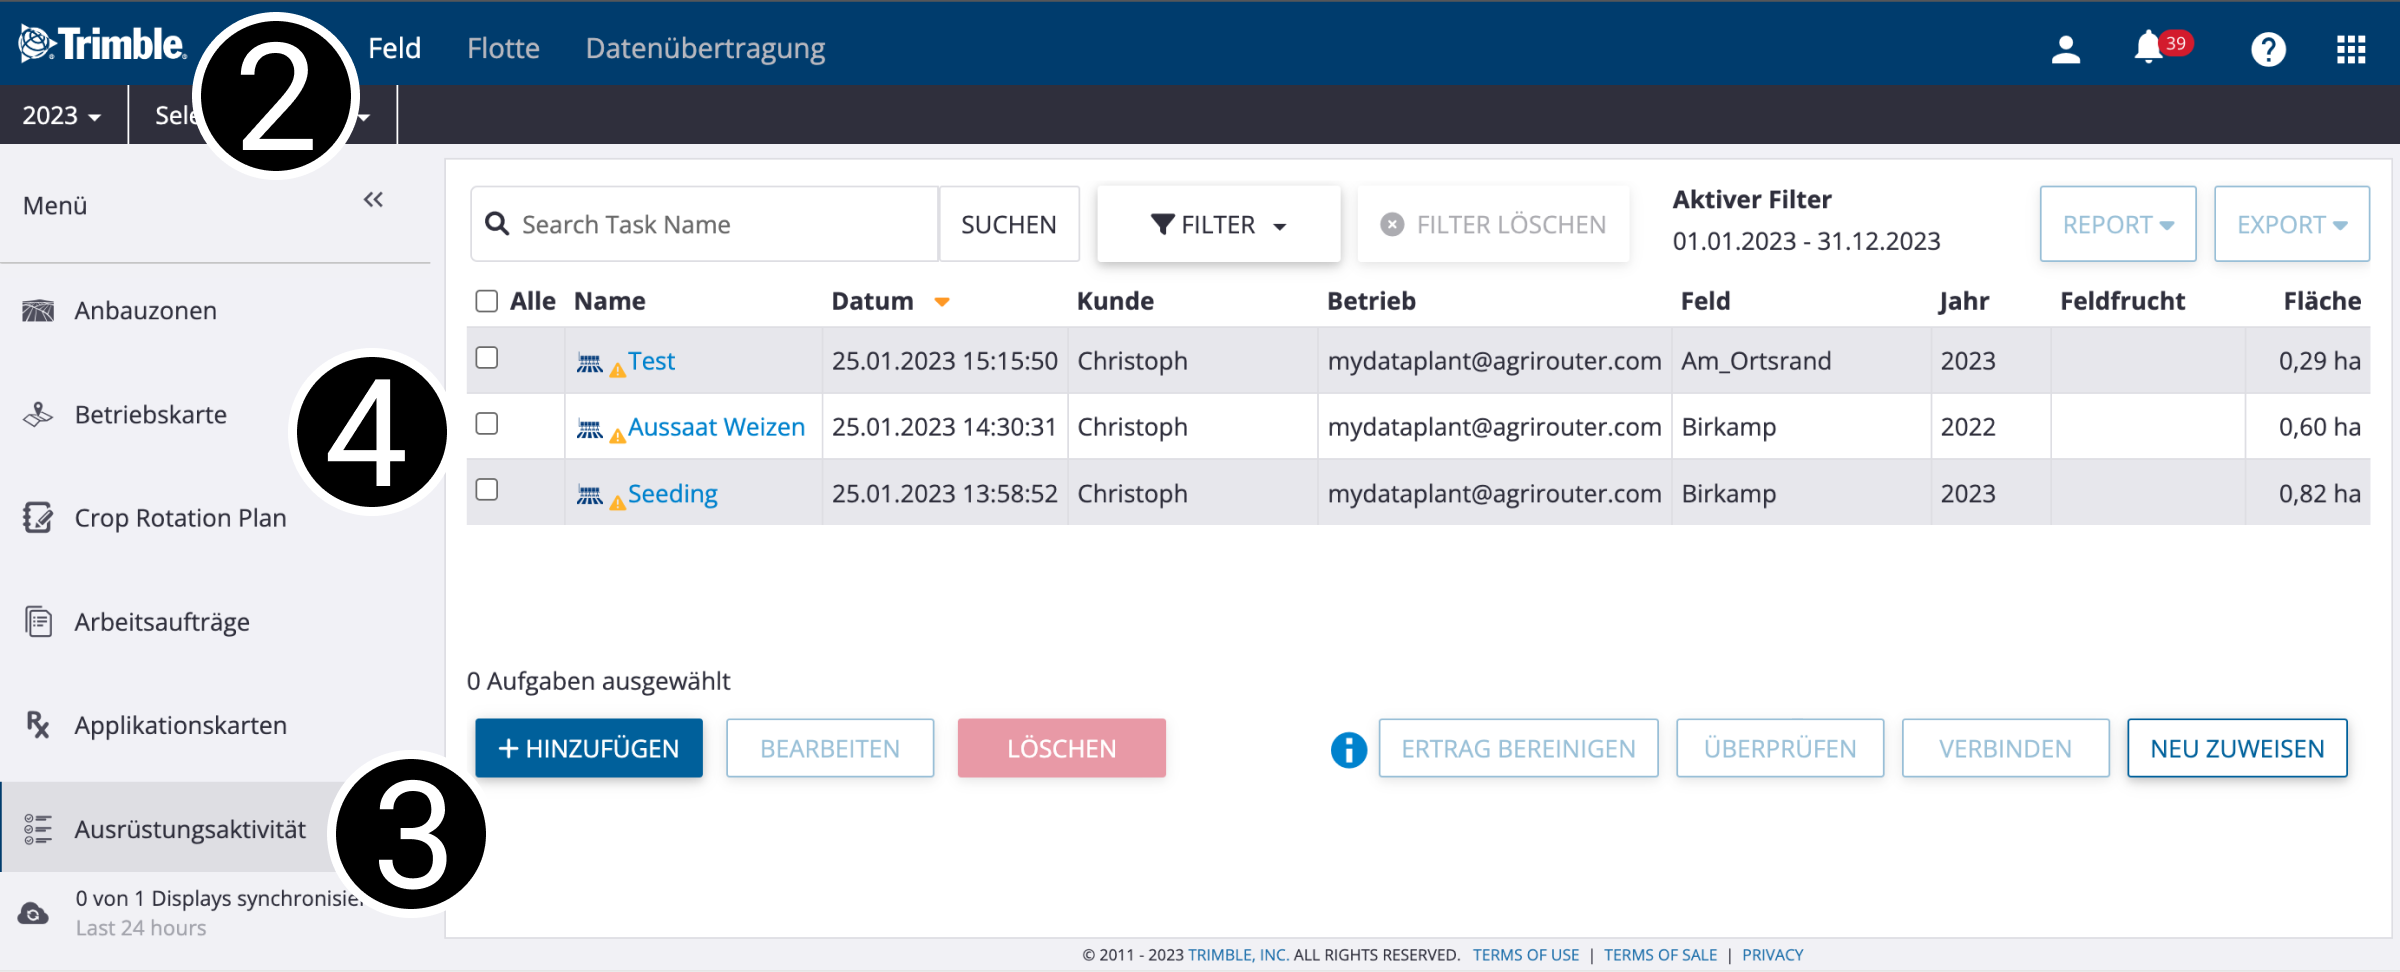 Trimble.
Feld
Flotte
Datenübertragung
39
?
2023
2
Menü
Anbauzonen
Betriebskarte
4
Crop Rotation Plan
Arbeitsaufträge
Applikationskarten
Ausrüstungsaktivität
3
0 von 1 Displays
Last 24 hours
Search Task Name
SUCHEN
FILTER
FILTER LÖSCHEN
Aktiver Filter
01.01.2023 - 31.12.2023
REPORT
EXPORT
Alle Name Datum Kunde Betrieb Feld Jahr Feldfrucht Fläche
Test 25.01.2023 15:15:50 Christoph mydataplant@agrirouter.com Am_Ortsrand 2023 0,29 ha
Aussaat Weizen 25.01.2023 14:30:31 Christoph mydataplant@agrirouter.com Birkamp 2022 0,60 ha
Seeding 25.01.2023 13:58:52 Christoph mydataplant@agrirouter.com Birkamp 2023 0,82 ha
0 Aufgaben ausgewählt
+ HINZUFÜGEN
BEARBEITEN
LÖSCHEN
ERTRAG BEREINIGEN
ÜBERPRÜFEN
VERBINDEN
NEU ZUWEISEN
© 2011 - 2023 TRIMBLE, INC. ALL RIGHTS RESERVED. TERMS OF USE | TERMS OF SALE | PRIVACY